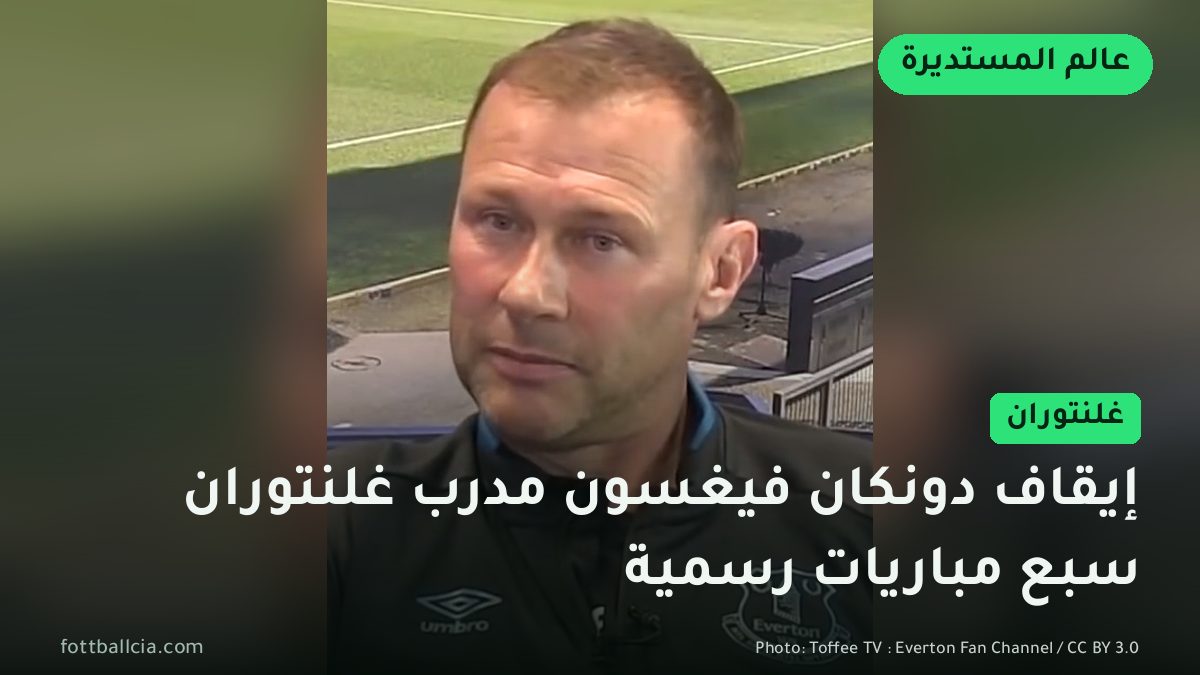 عالم المستديرة
غلنتوران
إيقاف دونكان فيغسون مدرب غلنتوران
سبع مباريات رسمية
umbro
Everton
fottballcia.com
Photo: Toffee TV : Everton Fan Channel / CC BY 3.0